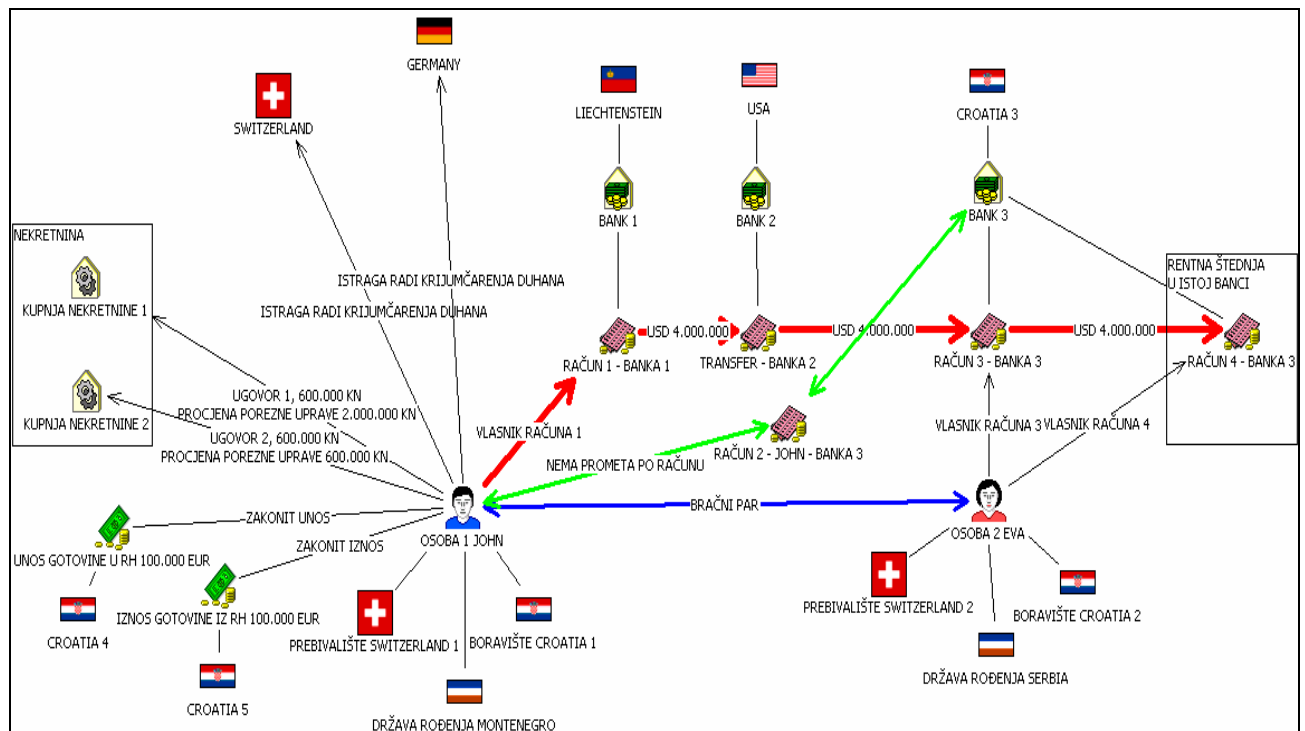 GERMANY
SWITZERLAND
LIECHTENSTEIN
USA
CROATIA 3
BANK 1
BANK 2
BANK 3
NEKRETNINA
KUPNJA NEKRETNINE 1
KUPNJA NEKRETNINE 2
ISTRAGA RADI KRIJUMČARENJA DUHANA
ISTRAGA RADI KRIJUMČARENJA DUHANA
RENTNA ŠTEDNJA
U ISTOJ BANCI
USD 4.000.000
USD 4.000.000
USD 4.000.000
RAČUN 1 - BANKA 1
TRANSFER - BANKA 2
RAČUN 3 - BANKA 3
RAČUN 4 - BANKA 3
UGOVOR 1, 600.000 KN
PROCJENA POREZNE UPRAVE 2.000.000 KN
UGOVOR 2, 600.000 KN
PROCJENA POREZNE UPRAVE 600.000 KN
VLASNIK RAČUNA 1
VLASNIK RAČUNA 3
VLASNIK RAČUNA 4
RAČUN 2 - JOHN - BANKA 3
NEMA PROMETA PO RAČUNU
BRAČNI PAR
ZAKONIT UNOS
ZAKONIT IZNOS
OSOBA 1 JOHN
OSOBA 2 EVA
UNOS GOTOVINE U RH 100.000 EUR
IZNOS GOTOVINE IZ RH 100.000 EUR
CROATIA 4
CROATIA 5
PREBIVALIŠTE SWITZERLAND 1
BORAVIŠTE CROATIA 1
DRŽAVA ROĐENJA MONTENEGRO
PREBIVALIŠTE SWITZERLAND 2
BORAVIŠTE CROATIA 2
DRŽAVA ROĐENJA SERBIA